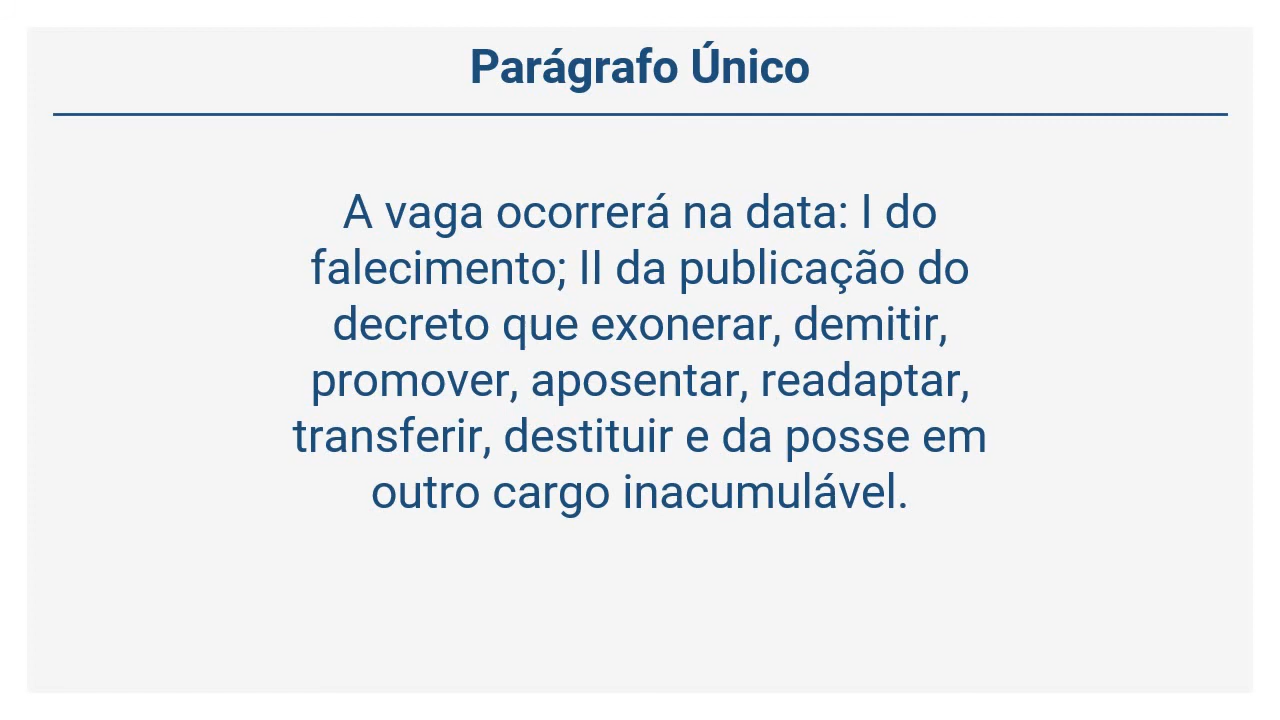 Parágrafo Único
A vaga ocorrerá na data: I do
falecimento; II da publicação do
decreto que exonerar, demitir,
promover, aposentar, readaptar,
transferir, destituir e da posse em
outro cargo inacumulável.